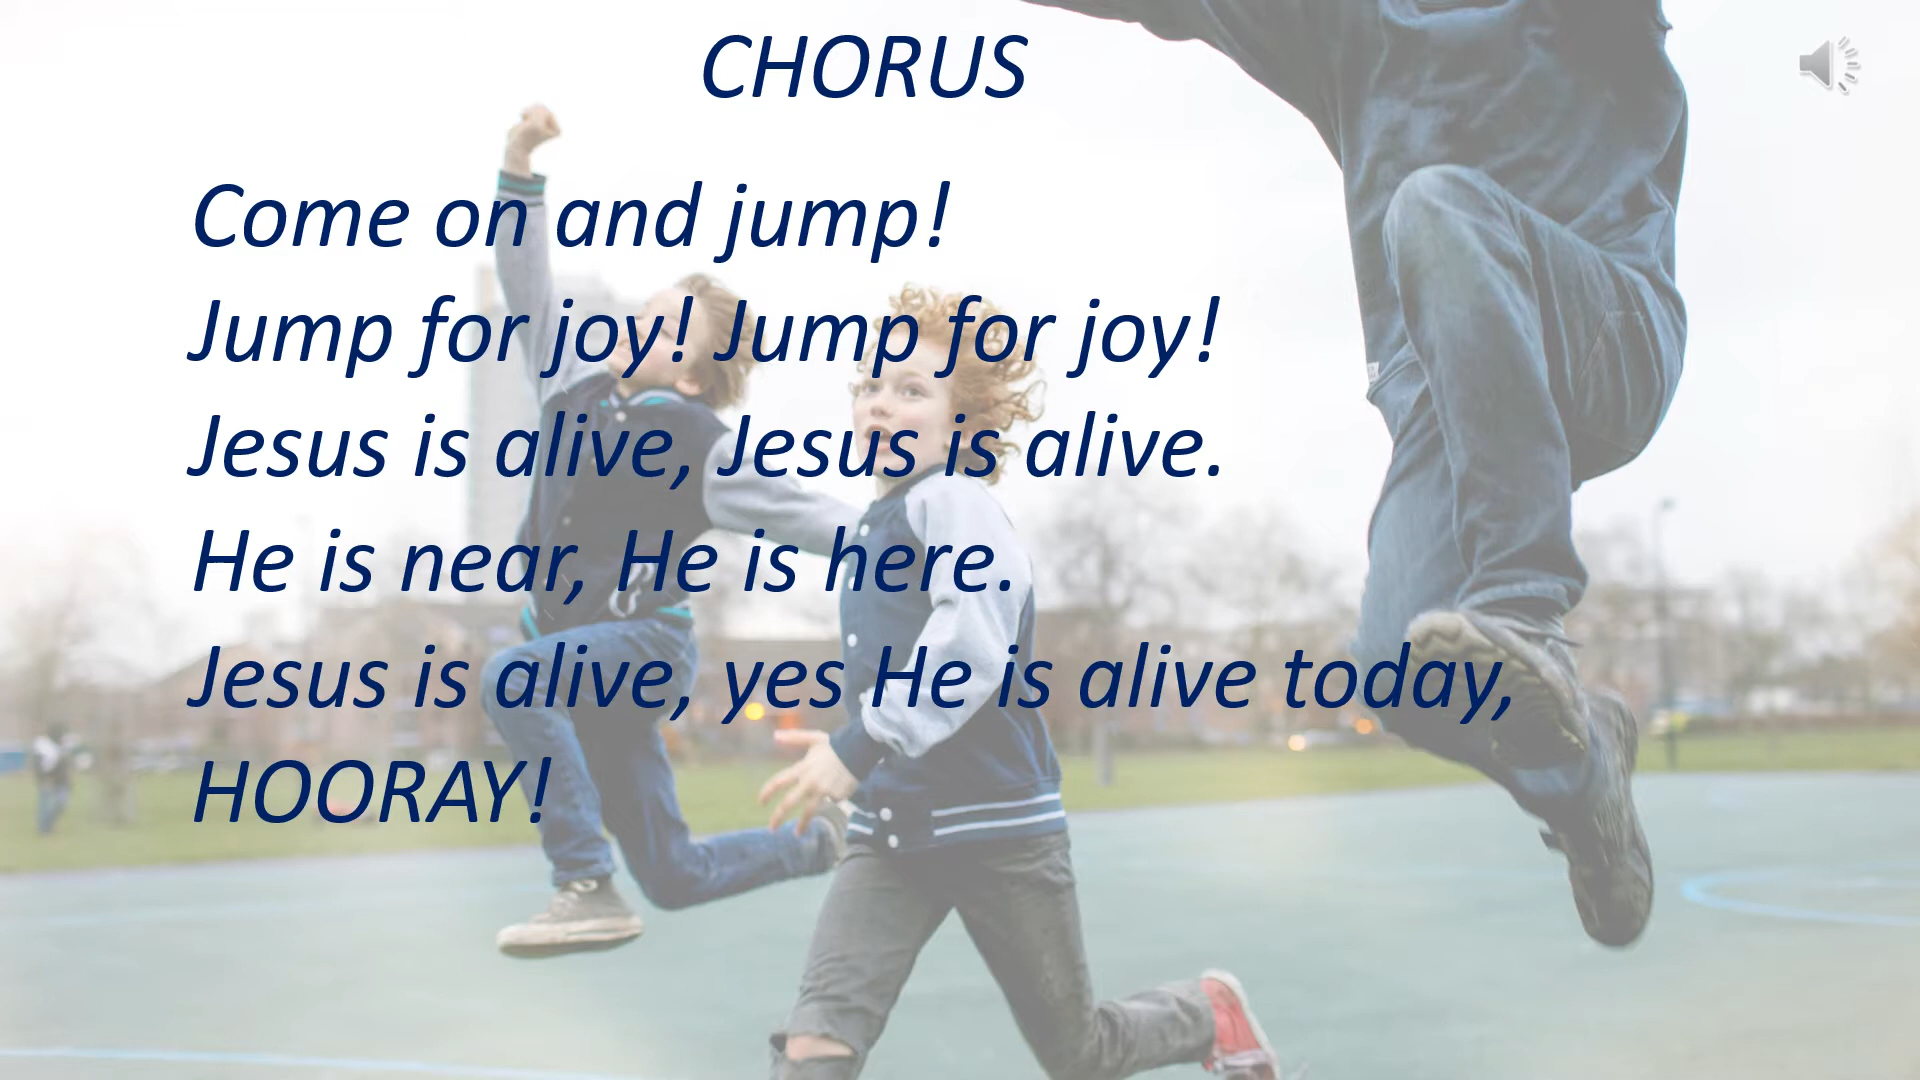 CHORUS
Come on and jump!
Jump for joy! Jump for joy!
Jesus is alive, Jesus is alive.
He is near, He is here.
Jesus is alive, yes He is alive today,
HOORAY!